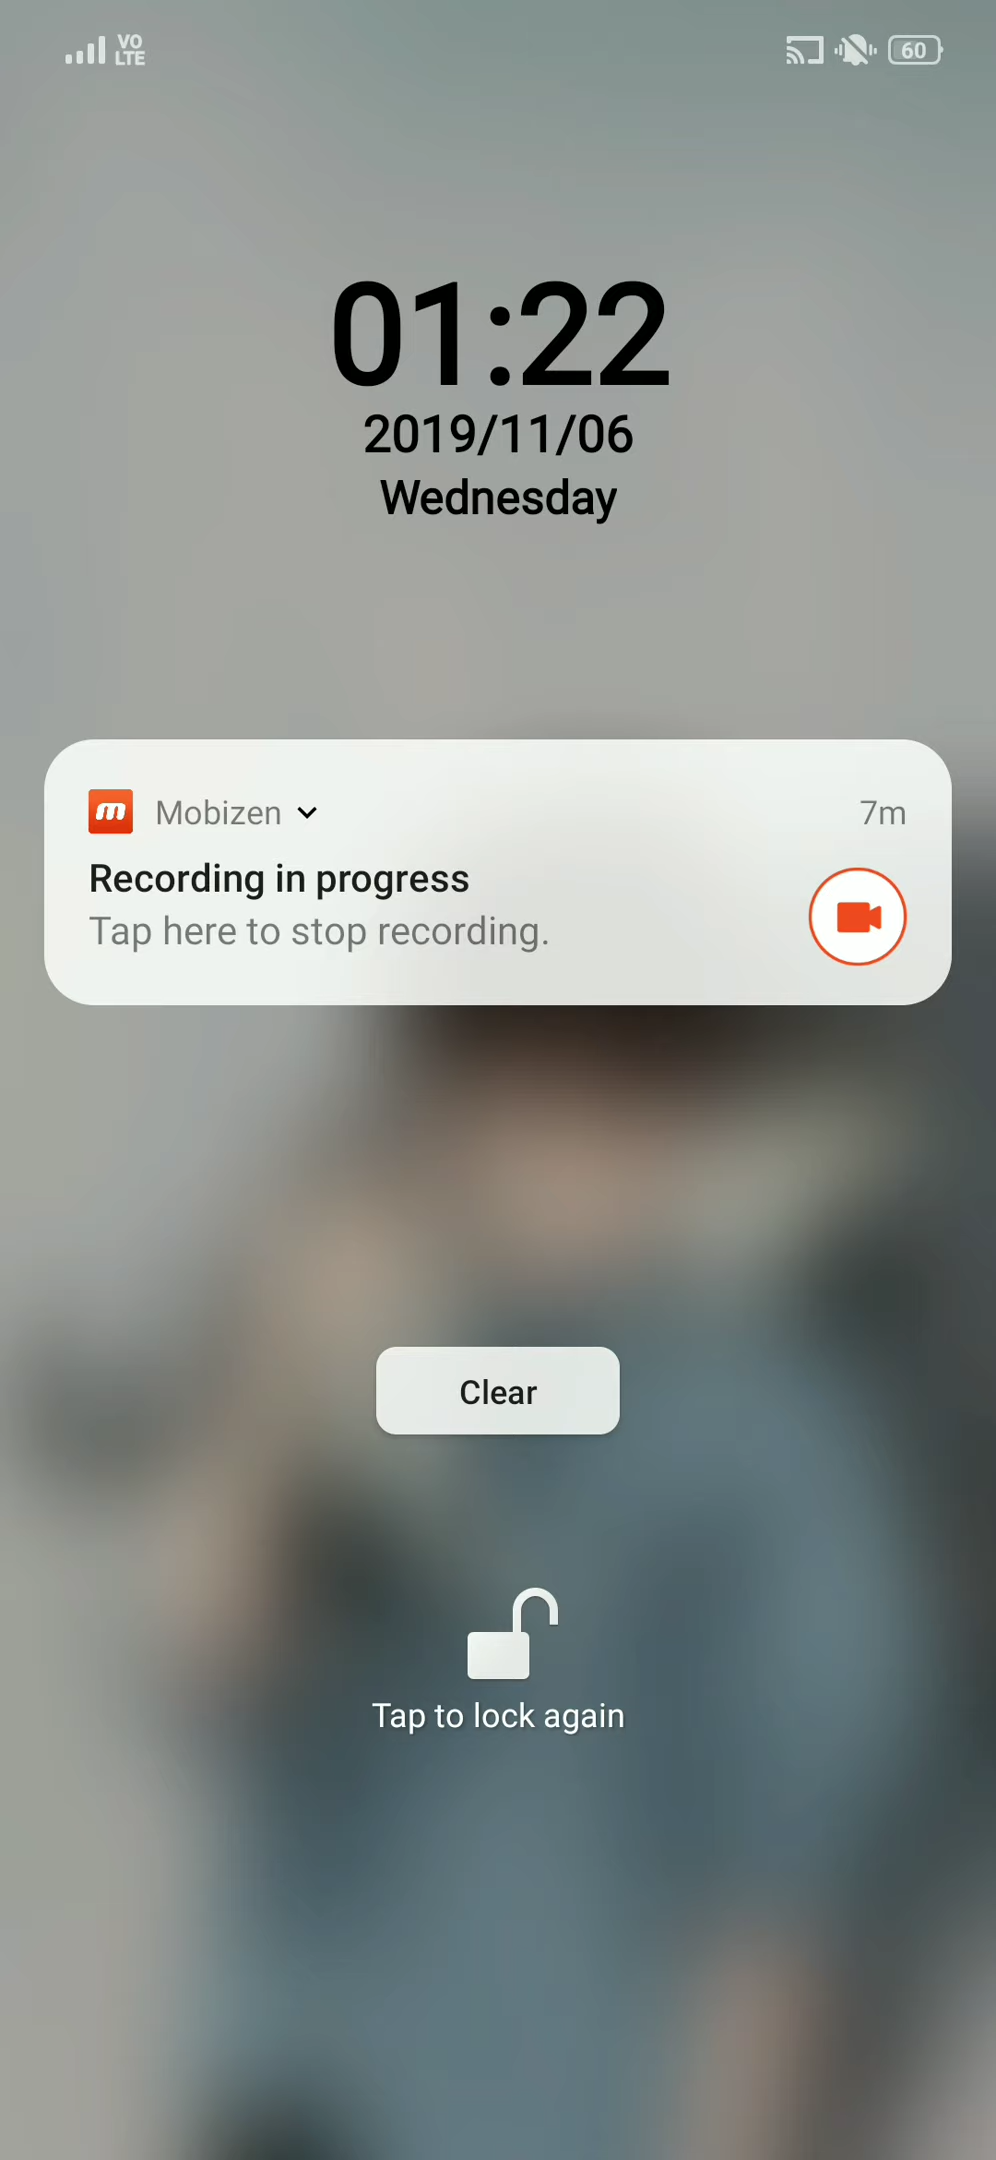 VO
LTE
60
01:22
2019/11/06
Wednesday
m Mobizen 7m
Recording in progress
Tap here to stop recording.
Clear
Tap to lock again